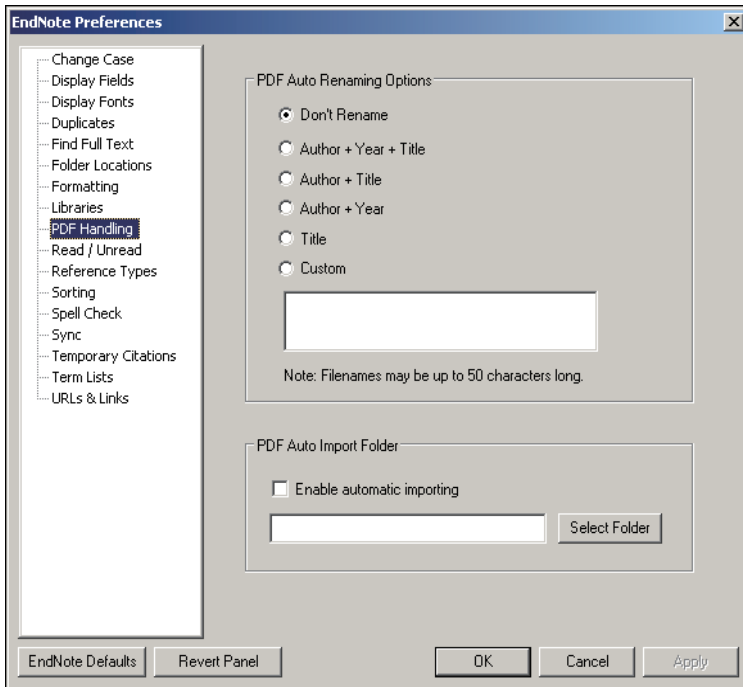 EndNote Preferences
Change Case
Display Fields
Display Fonts
Duplicates
Find Full Text
Folder Locations
Formatting
Libraries
PDF Handling
Read / Unread
Reference Types
Sorting
Spell Check
Sync
Temporary Citations
Term Lists
URLs & Links
PDF Auto Renaming Options
Don't Rename
Author + Year + Title
Author + Title
Author + Year
Title
Custom
Note: Filenames may be up to 50 characters long.
PDF Auto Import Folder
Enable automatic importing
Select Folder
EndNote Defaults
Revert Panel
OK
Cancel
Apply